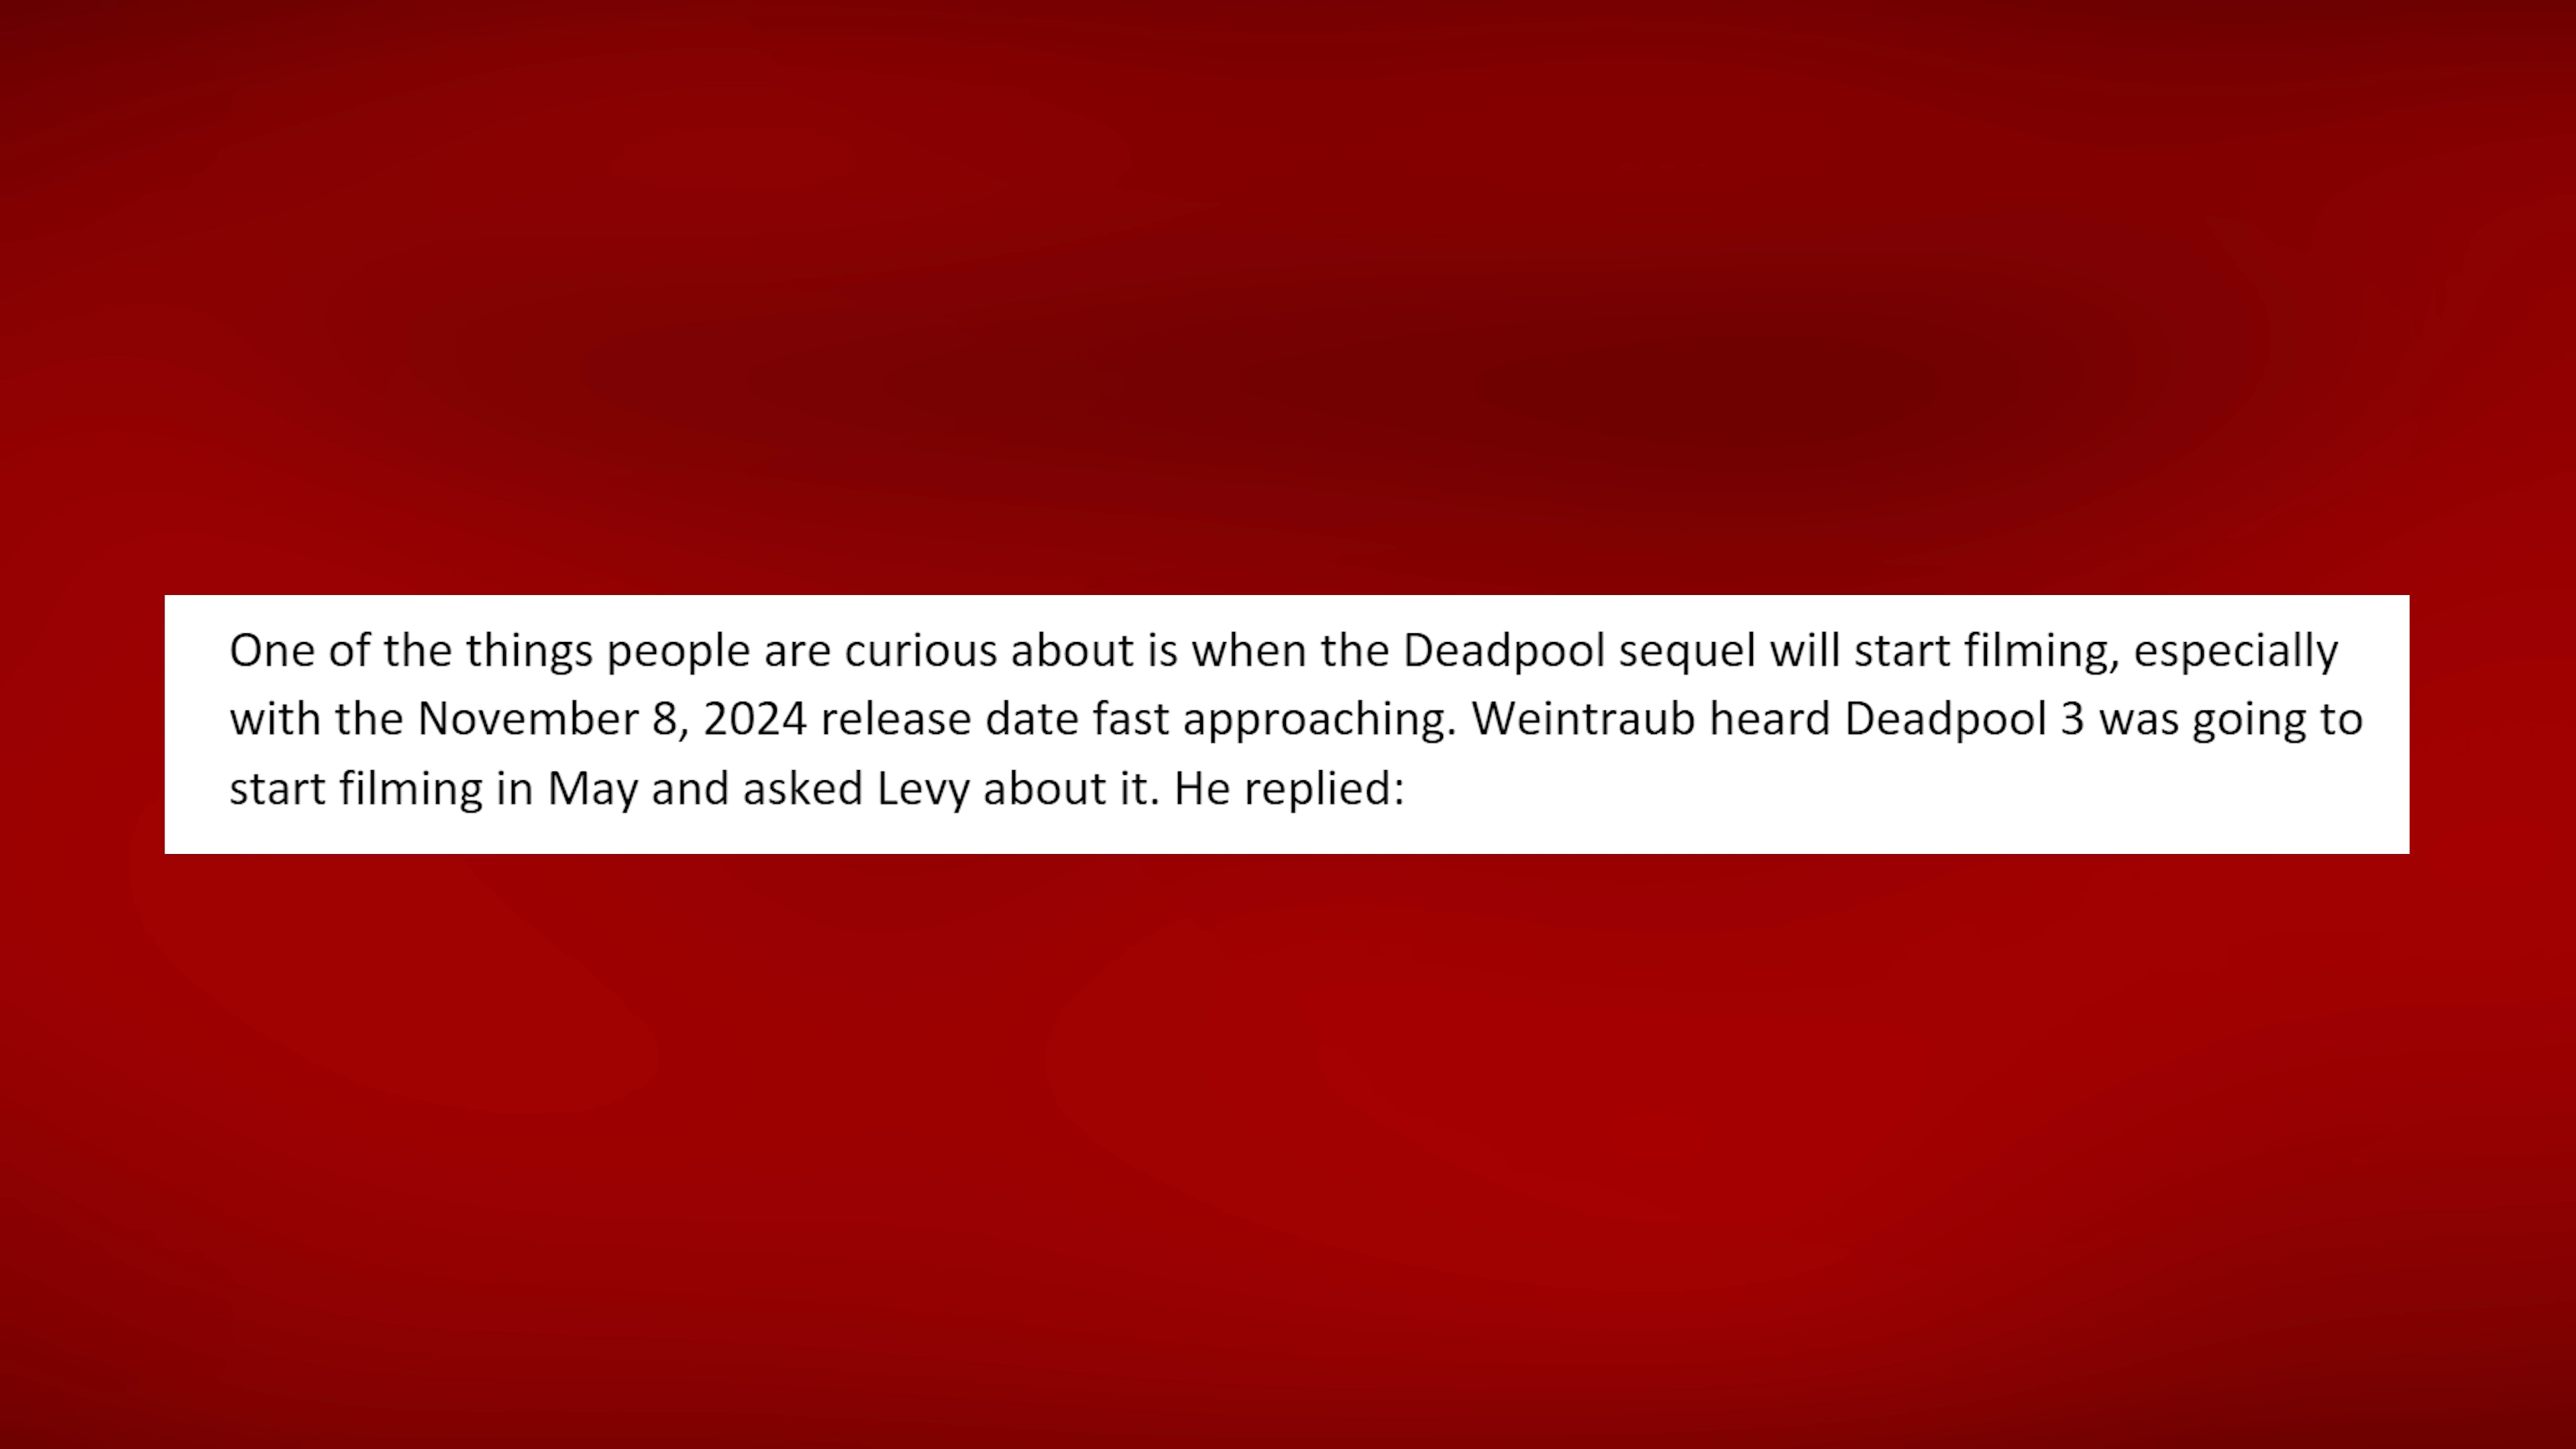 One of the things people are curious about is when the Deadpool sequel will start filming, especially
with the November 8, 2024 release date fast approaching. Weintraub heard Deadpool 3 was going to
start filming in May and asked Levy about it. He replied: